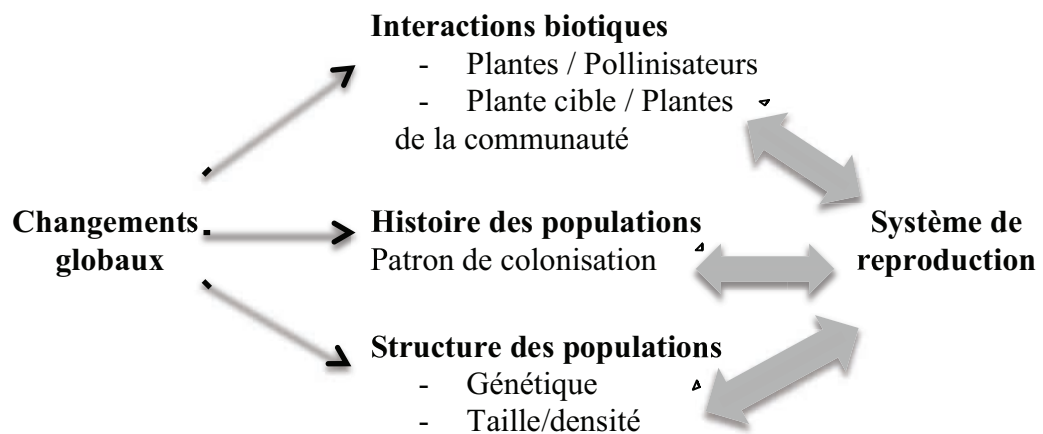 Interactions biotiques
- Plantes / Pollinisateurs
- Plante cible / Plantes
de la communauté
Changements
globaux
Histoire des populations
Patron de colonisation
Système de
reproduction
Structure des populations
- Génétique
- Taille/densité